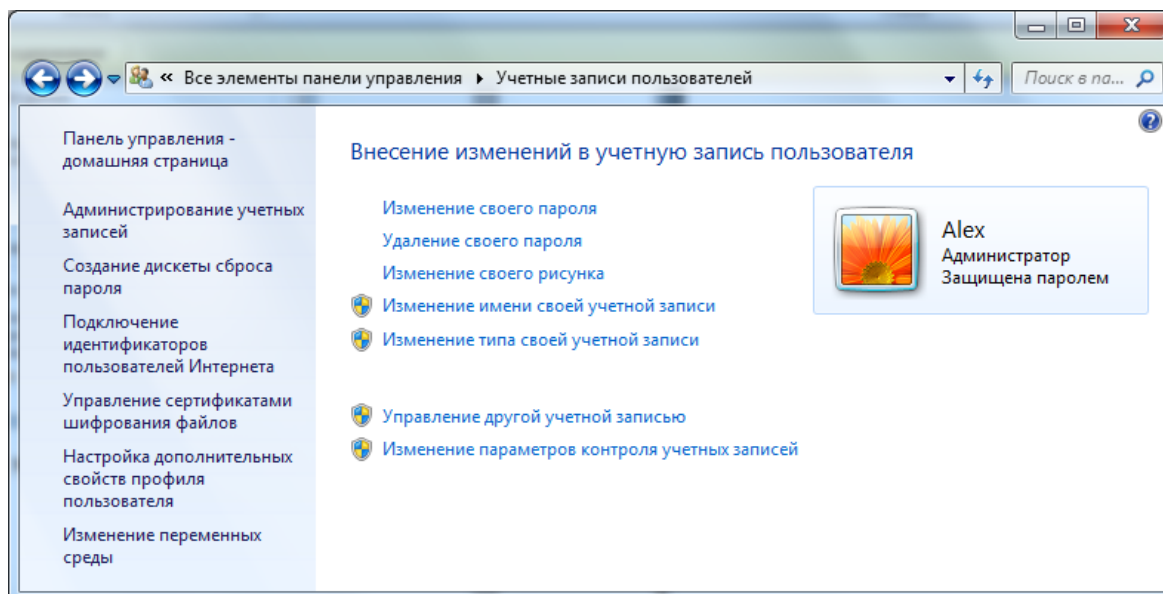 « Все элементы панели управления ▸ Учетные записи пользователей
Поиск в па...
Панель управления -
домашняя страница
Администрирование учетных
записей
Создание дискеты сброса
пароля
Подключение
идентификаторов
пользователей Интернета
Управление сертификатами
шифрования файлов
Настройка дополнительных
свойств профиля
пользователя
Изменение переменных
среды
Внесение изменений в учетную запись пользователя
Изменение своего пароля
Удаление своего пароля
Изменение своего рисунка
Изменение имени своей учетной записи
Изменение типа своей учетной записи
Управление другой учетной записью
Изменение параметров контроля учетных записей
Alex
Администратор
Защищена паролем